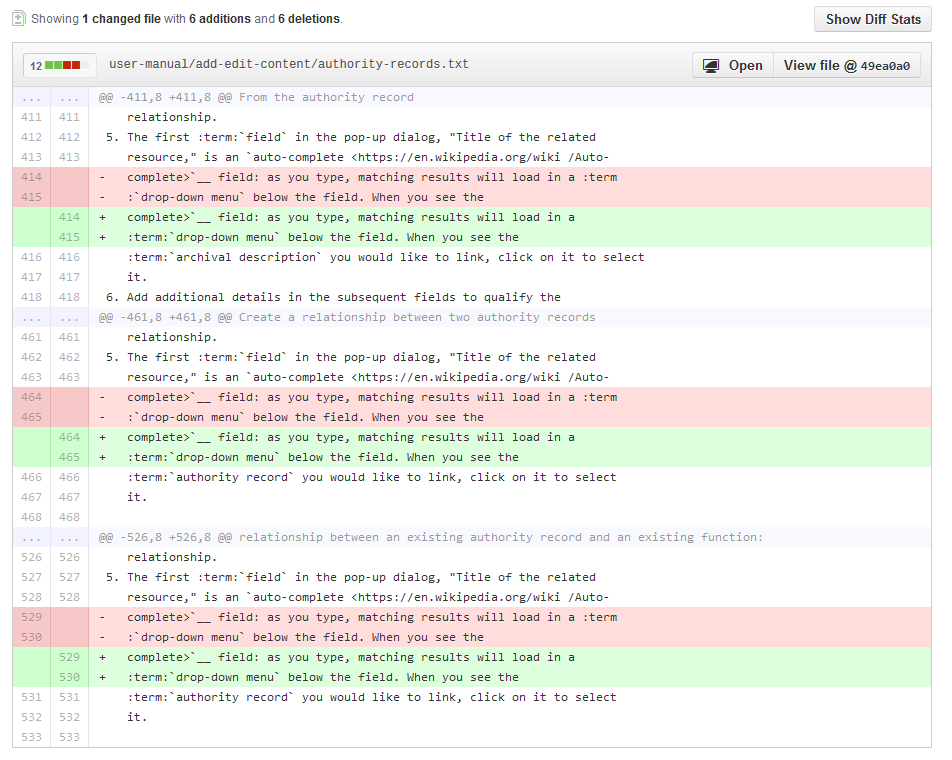 Showing 1 changed file with 6 additions and 6 deletions.
Show Diff Stats
12 user-manual/add-edit-content/authority-records.txt Open View file @ 49ea0a0
... ... @@ -411,8 +411,8 @@ From the authority record
411 411 relationship.
412 412 5. The first :term:`field` in the pop-up dialog, "Title of the related
413 413 resource," is an `auto-complete <https://en.wikipedia.org/wiki /Auto-
414 - complete>`__ field: as you type, matching results will load in a :term
415 - :`drop-down menu` below the field. When you see the
414 + complete>`__ field: as you type, matching results will load in a
415 + :term:`drop-down menu` below the field. When you see the
416 416 :term:`archival description` you would like to link, click on it to select
417 417 it.
418 418 6. Add additional details in the subsequent fields to qualify the
... ... @@ -461,8 +461,8 @@ Create a relationship between two authority records
461 461 relationship.
462 462 5. The first :term:`field` in the pop-up dialog, "Title of the related
463 463 resource," is an `auto-complete <https://en.wikipedia.org/wiki /Auto-
464 - complete>`__ field: as you type, matching results will load in a :term
465 - :`drop-down menu` below the field. When you see the
464 + complete>`__ field: as you type, matching results will load in a
465 + :term:`drop-down menu` below the field. When you see the
466 466 :term:`authority record` you would like to link, click on it to select
467 467 it.
468 468
... ... @@ -526,8 +526,8 @@ relationship between an existing authority record and an existing function:
526 526 relationship.
527 527 5. The first :term:`field` in the pop-up dialog, "Title of the related
528 528 resource," is an `auto-complete <https://en.wikipedia.org/wiki /Auto-
529 - complete>`__ field: as you type, matching results will load in a :term
530 - :`drop-down menu` below the field. When you see the
529 + complete>`__ field: as you type, matching results will load in a
530 + :term:`drop-down menu` below the field. When you see the
531 531 :term:`authority record` you would like to link, click on it to select
532 532 it.
533 533